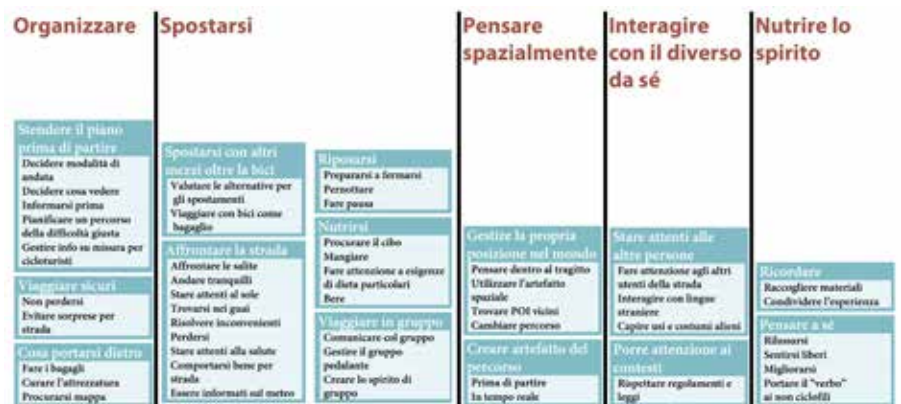 Organizzare
Stendere il piano
prima di partire
Decidere modalità di
andata
Decidere cosa vedere
Informarsi prima
Pianificare un percorso
della difficoltà giusta
Gestire info su misura per
cicloturisti
Viaggiare sicuri
Non perdersi
Evitare sorprese per
strada
Cosa portarsi dietro
Fare i bagagli
Curare l'attrezzatura
Procurarsi mappa
Spostarsi
Spostarsi con altri
mezzi oltre la bici
Valutare le alternative per
gli spostamenti
Viaggiare con bici come
bagaglio
Affrontare la strada
Affrontare le salite
Andare tranquilli
Stare attenti al sole
Trovarsi nei guai
Risolvere inconvenienti
Perdersi
Stare attenti alla salute
Comportarsi bene per
strada
Essere informati sul meteo
Riposarsi
Prepararsi a fermarsi
Pernottare
Fare pausa
Nutrirsi
Procurare il cibo
Mangiare
Fare attenzione a esigenze
di dieta particolari
Bere
Viaggiare in gruppo
Comunicare col gruppo
Gestire il gruppo
pedalante
Creare lo spirito di
gruppo
Pensare
spazialmente
Gestire la propria
posizione nel mondo
Pensare dentro al tragitto
Utilizzare l'artefatto
spaziale
Trovare POI vicini
Cambiare percorso
Creare artefatto del
percorso
Prima di partire
In tempo reale
Interagire
con il diverso
da sé
Stare attenti alle
altre persone
Fare attenzione agli altri
utenti della strada
Interagire con lingue
straniere
Capire usi e costumi alieni
Porre attenzione ai
contesti
Rispettare regolamenti e
leggi
Nutrire lo
spirito
Ricordare
Raccogliere materiali
Condividere l'esperienza
Pensare a sé
Rilassarsi
Sentirsi liberi
Migliorarsi
Portare il "verbo"
ai non ciclofili